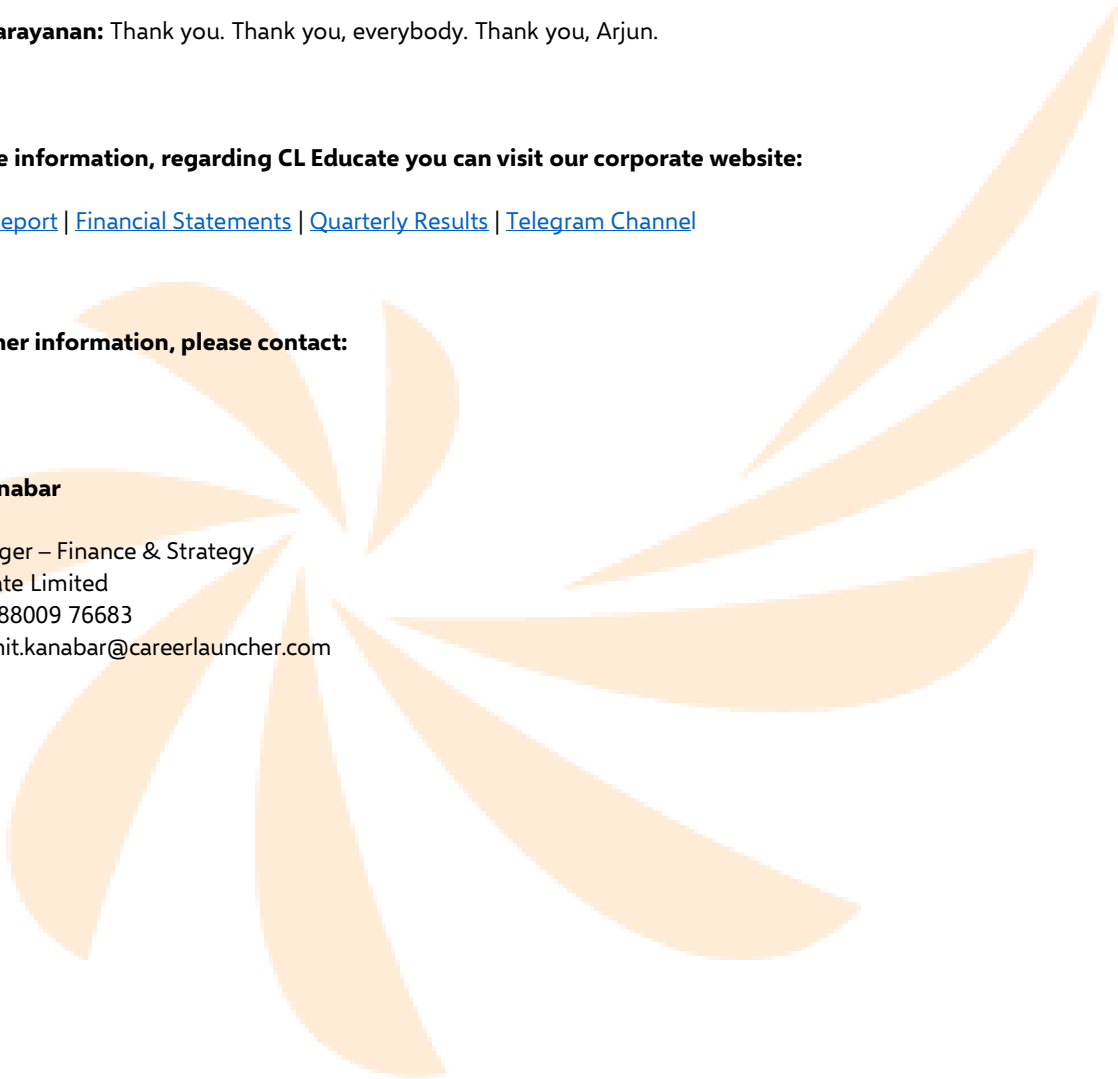 arayanan: Thank you. Thank you, everybody. Thank you, Arjun.
e information, regarding CL Educate you can visit our corporate website:
eport | Financial Statements | Quarterly Results | Telegram Channel
ner information, please contact:
nabar
ger – Finance & Strategy
ate Limited
88009 76683
nit.kanabar@careerlauncher.com